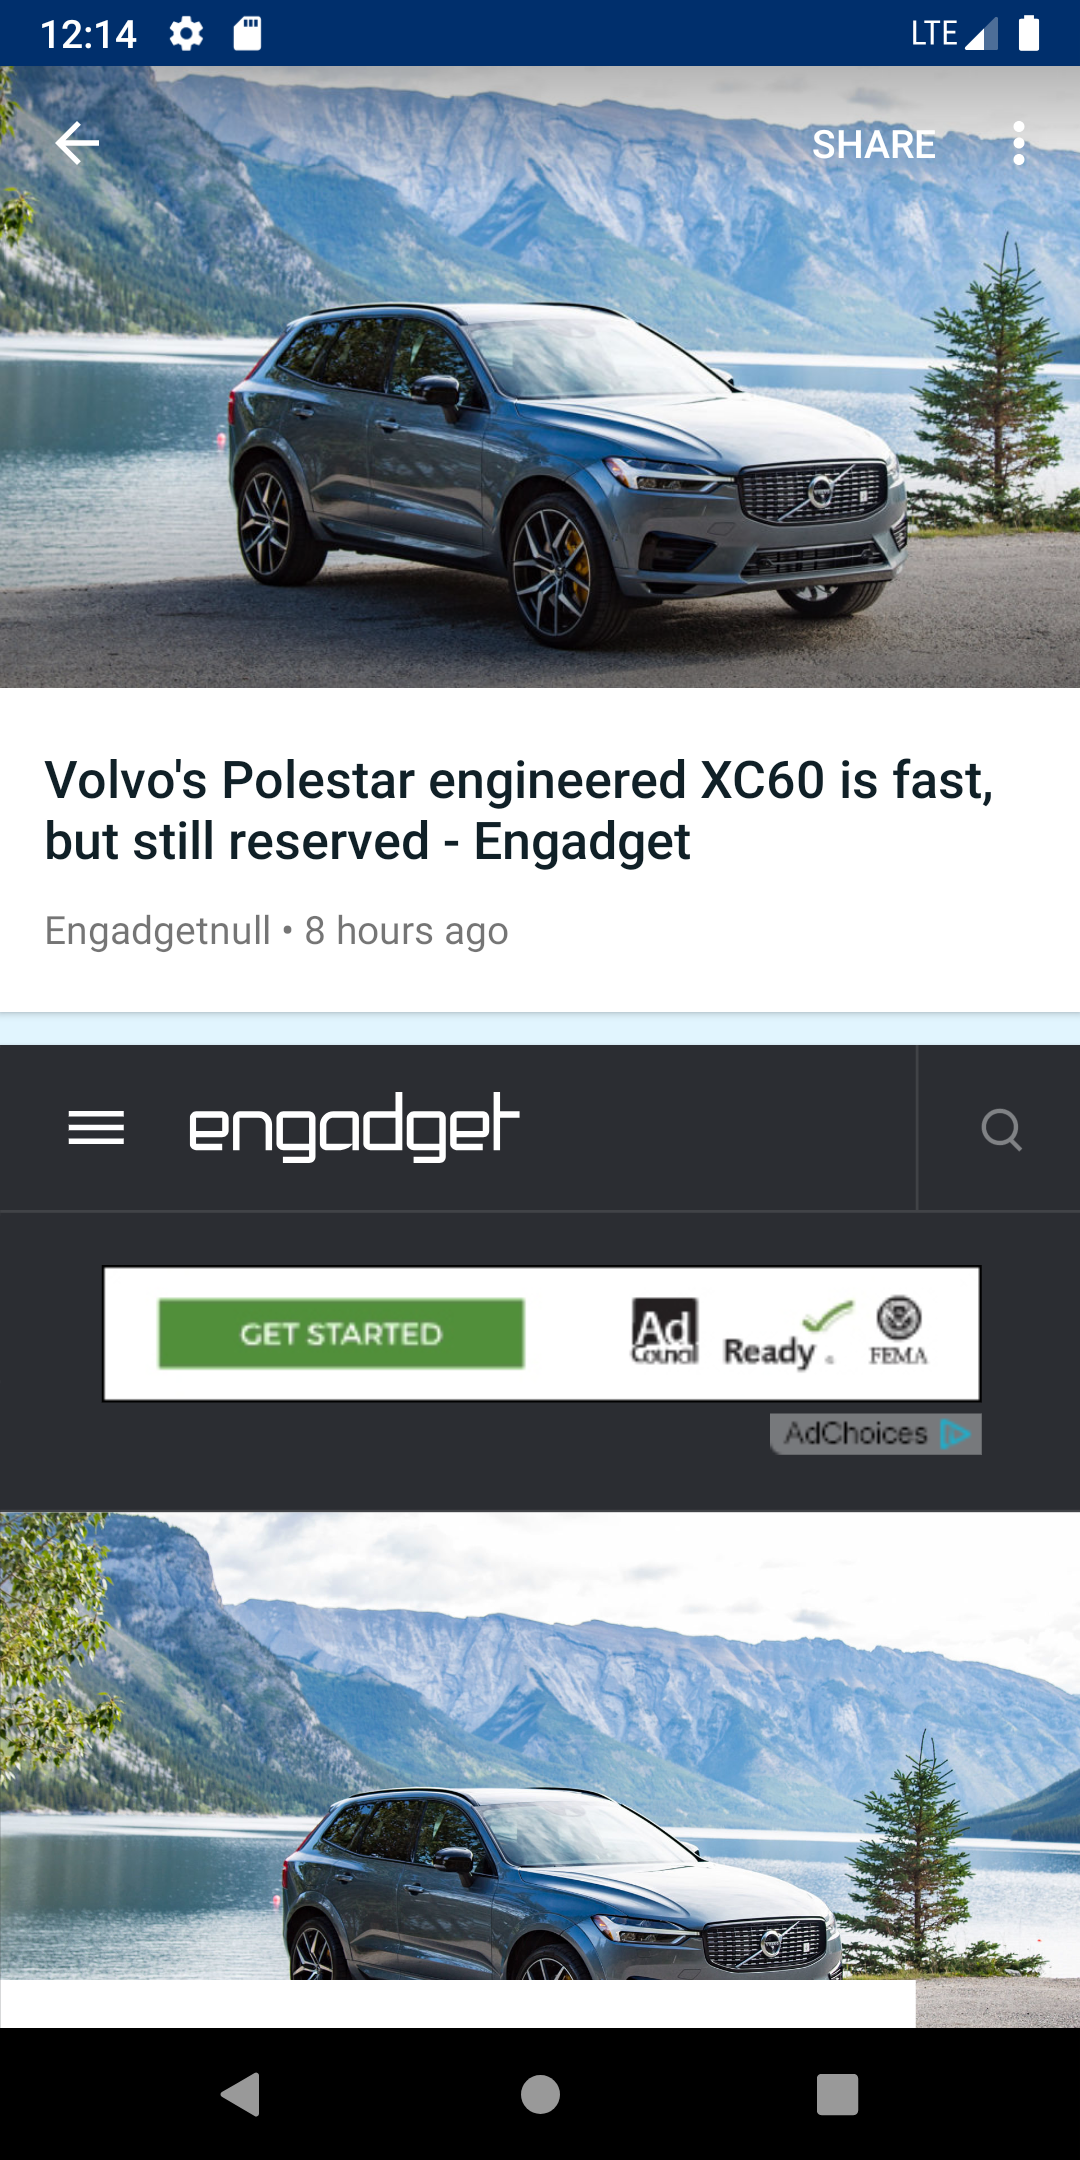 12:14
LTE
SHARE
Volvo's Polestar engineered XC60 is fast,
but still reserved - Engadget
Engadgetnull • 8 hours ago
engadget
GET STARTED
Ad
Council
Ready
FEMA
AdChoices